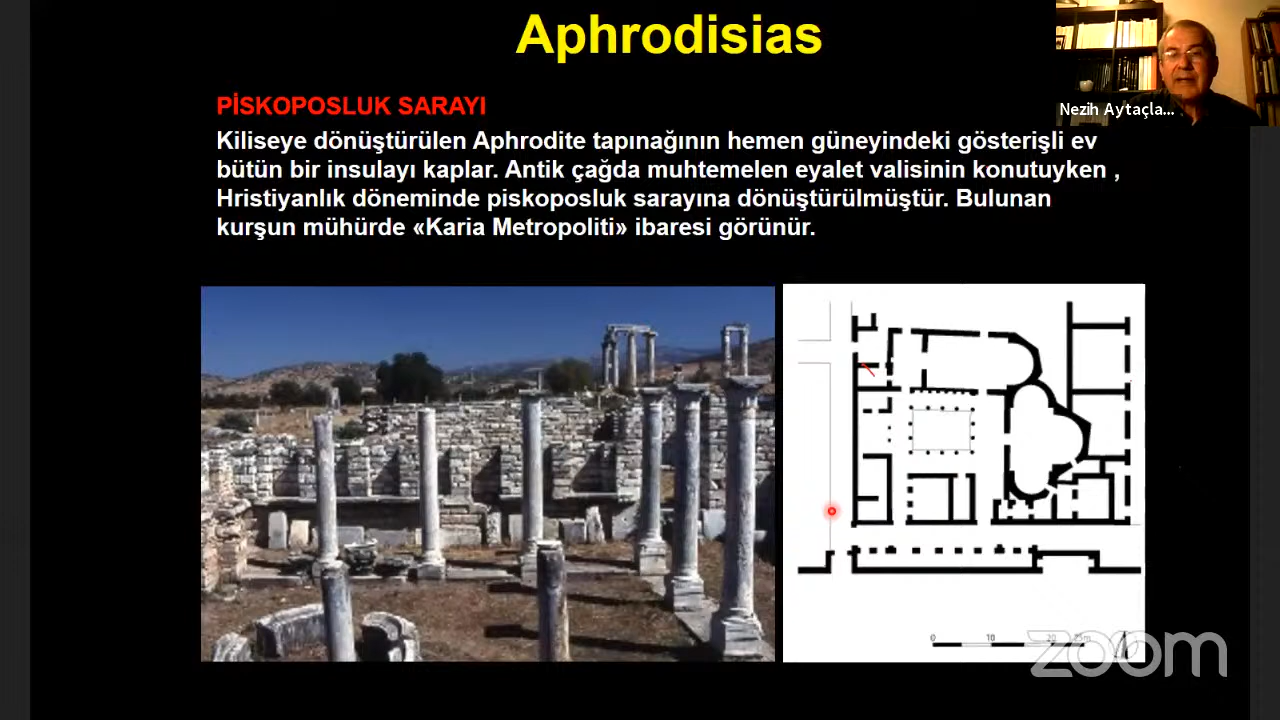 Aphrodisias
Nezih Aytaçla...
PİSKOPOSLUK SARAYI
Kiliseye dönüştürülen Aphrodite tapınağının hemen güneyindeki gösterişli ev
bütün bir insulayı kaplar. Antik çağda muhtemelen eyalet valisinin konutuyken ,
Hristiyanlık döneminde piskoposluk sarayına dönüştürülmüştür. Bulunan
kurşun mühürde «Karia Metropoliti» ibaresi görünür.
0 10 20 25m
zoom